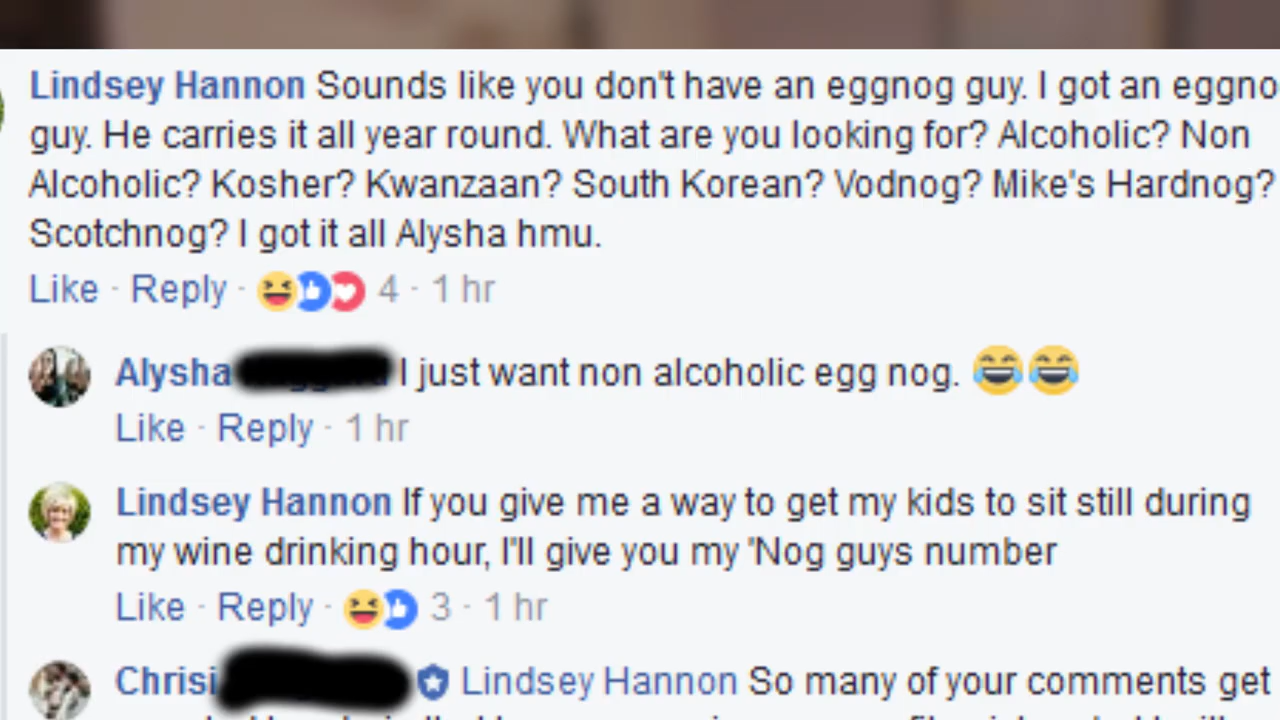 Lindsey Hannon Sounds like you don't have an eggnog guy. I got an eggno
guy. He carries it all year round. What are you looking for? Alcoholic? Non
Alcoholic? Kosher? Kwanzaan? South Korean? Vodnog? Mike's Hardnog?
Scotchnog? I got it all Alysha hmu.
Like · Reply · 4 · 1 hr
Alysha I just want non alcoholic egg nog.
Like · Reply · 1 hr
Lindsey Hannon If you give me a way to get my kids to sit still during
my wine drinking hour, I'll give you my 'Nog guys number
Like · Reply · 3 · 1 hr
Chrisi Lindsey Hannon So many of your comments get